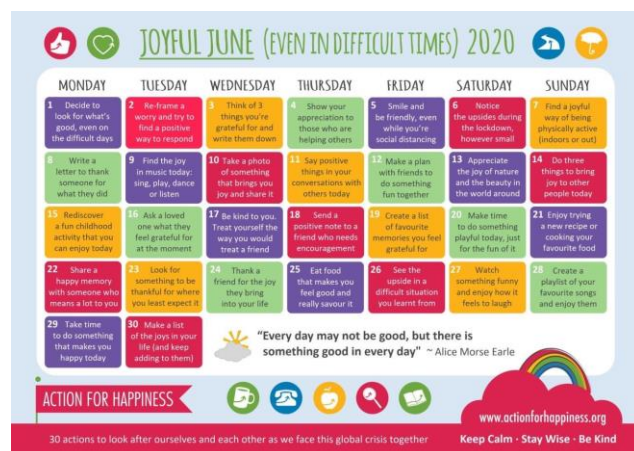 JOYFUL JUNE (EVEN IN DIFFICULT TIMES) 2020
MONDAY TUESDAY WEDNESDAY THURSDAY FRIDAY SATURDAY SUNDAY
1 Decide to
look for what's
good, even on
the difficult days
2 Re-frame a
worry and try to
find a positive
way to respond
3 Think of 3
things you're
grateful for and
write them down
4 Show your
appreciation to
those who are
helping others
5 Smile and
be friendly, even
while you're
social distancing
6 Notice
the upsides during
the lockdown,
however small
7 Find a joyful
way of being
physically active
(indoors or out)
8 Write a
letter to thank
someone for
what they did
9 Find the joy
in music today:
sing, play, dance
or listen
10 Take a photo
of something
that brings you
joy and share it
11 Say positive
things in your
conversations with
others today
12 Make a plan
with friends to
do something
fun together
13 Appreciate
the joy of nature
and the beauty in
the world around
14 Do three
things to bring
joy to other
people today
15 Rediscover
a fun childhood
activity that you
can enjoy today
16 Ask a loved
one what they
feel grateful for
at the moment
17 Be kind to you.
Treat yourself the
way you would
treat a friend
18 Send a
positive note to a
friend who needs
encouragement
19 Create a list
of favourite
memories you feel
grateful for
20 Make time
to do something
playful today, just
for the fun of it
21 Enjoy trying
a new recipe or
cooking your
favourite food
22 Share a
happy memory
with someone who
means a lot to you
23 Look for
something to be
thankful for where
you least expect it
24 Thank a
friend for the joy
they bring
into your life
25 Eat food
that makes you
feel good and
really savour it
26 See the
upside in a
difficult situation
you learnt from
27 Watch
something funny
and enjoy how it
feels to laugh
28 Create a
playlist of your
favourite songs
and enjoy them
29 Take time
to do something
that makes you
happy today
30 Make a list
of the joys in your
life (and keep
adding to them)
"Every day may not be good, but there is
something good in every day" ~ Alice Morse Earle
ACTION FOR HAPPINESS
www.actionforhappiness.org
30 actions to look after ourselves and each other as we face this global crisis together
Keep Calm · Stay Wise · Be Kind